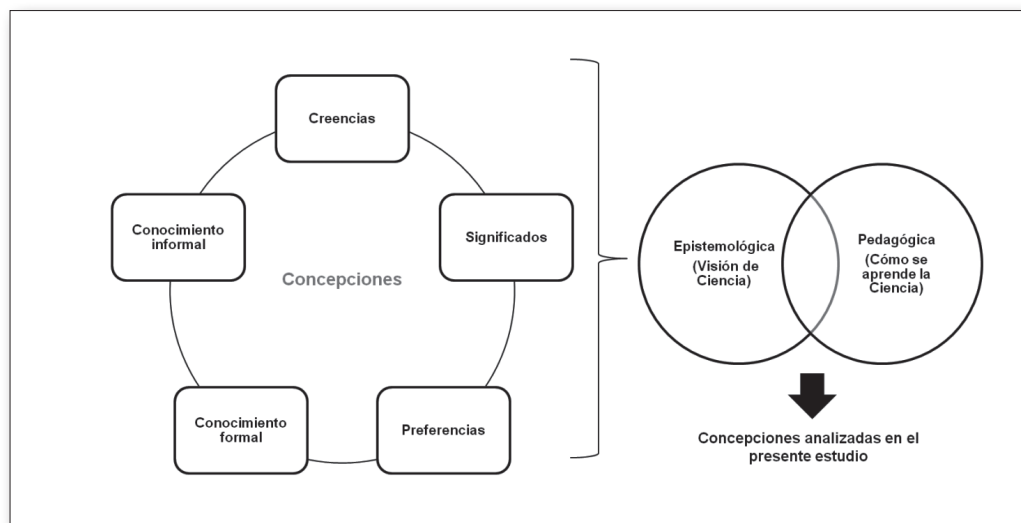 Creencias
Conocimiento
informal
Significados
Concepciones
Conocimiento
formal
Preferencias
Epistemológica
(Visión de
Ciencia)
Pedagógica
(Cómo se
aprende la
Ciencia)
Concepciones analizadas en el
presente estudio